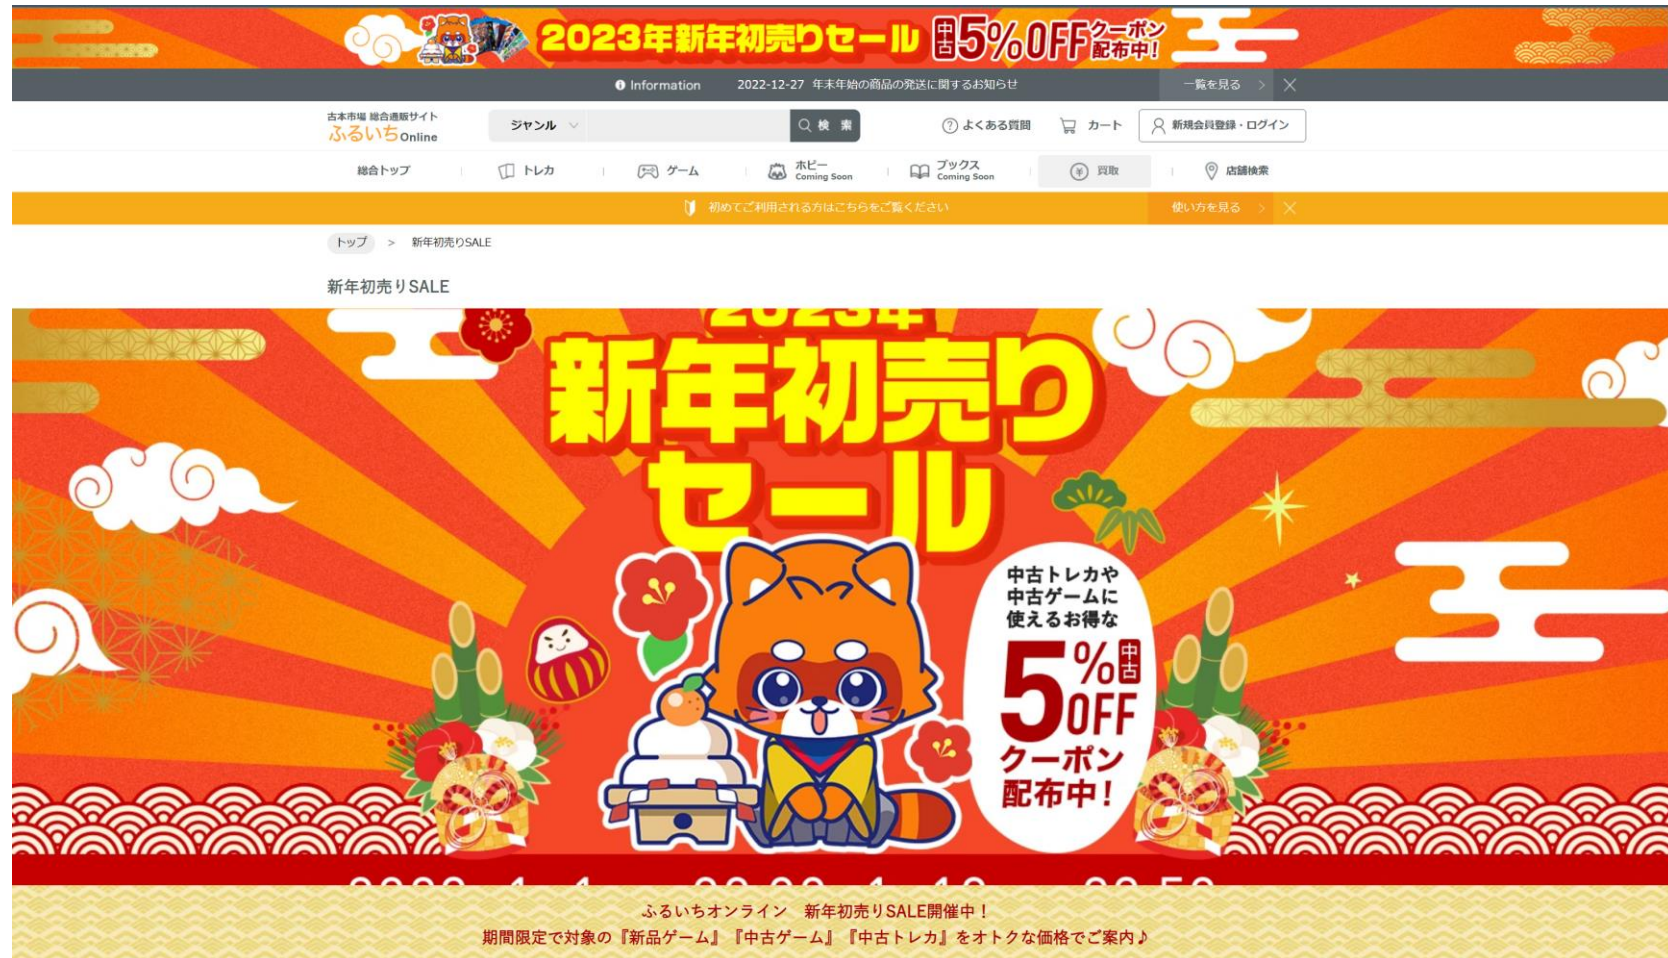 2023年新年初売りセール 中古5%OFFクーポン配布中!
Information 2022-12-27 年末年始の商品の発送に関するお知らせ 一覧を見る >
古本市場 総合通販サイト
ふるいちOnline
ジャンル 検索 よくある質問 カート 新規会員登録・ログイン
総合トップ トレカ ゲーム ホビー Coming Soon ブックス Coming Soon 買取 店舗検索
初めてご利用される方はこちらをご覧ください 使い方を見る >
トップ > 新年初売りSALE
新年初売りSALE
2023年
新年初売り
セール
中古トレカや
中古ゲームに
使えるお得な
5%OFF 中古
クーポン
配布中!
ふるいちオンライン 新年初売りSALE開催中!
期間限定で対象の『新品ゲーム』『中古ゲーム』『中古トレカ』をオトクな価格でご案内♪